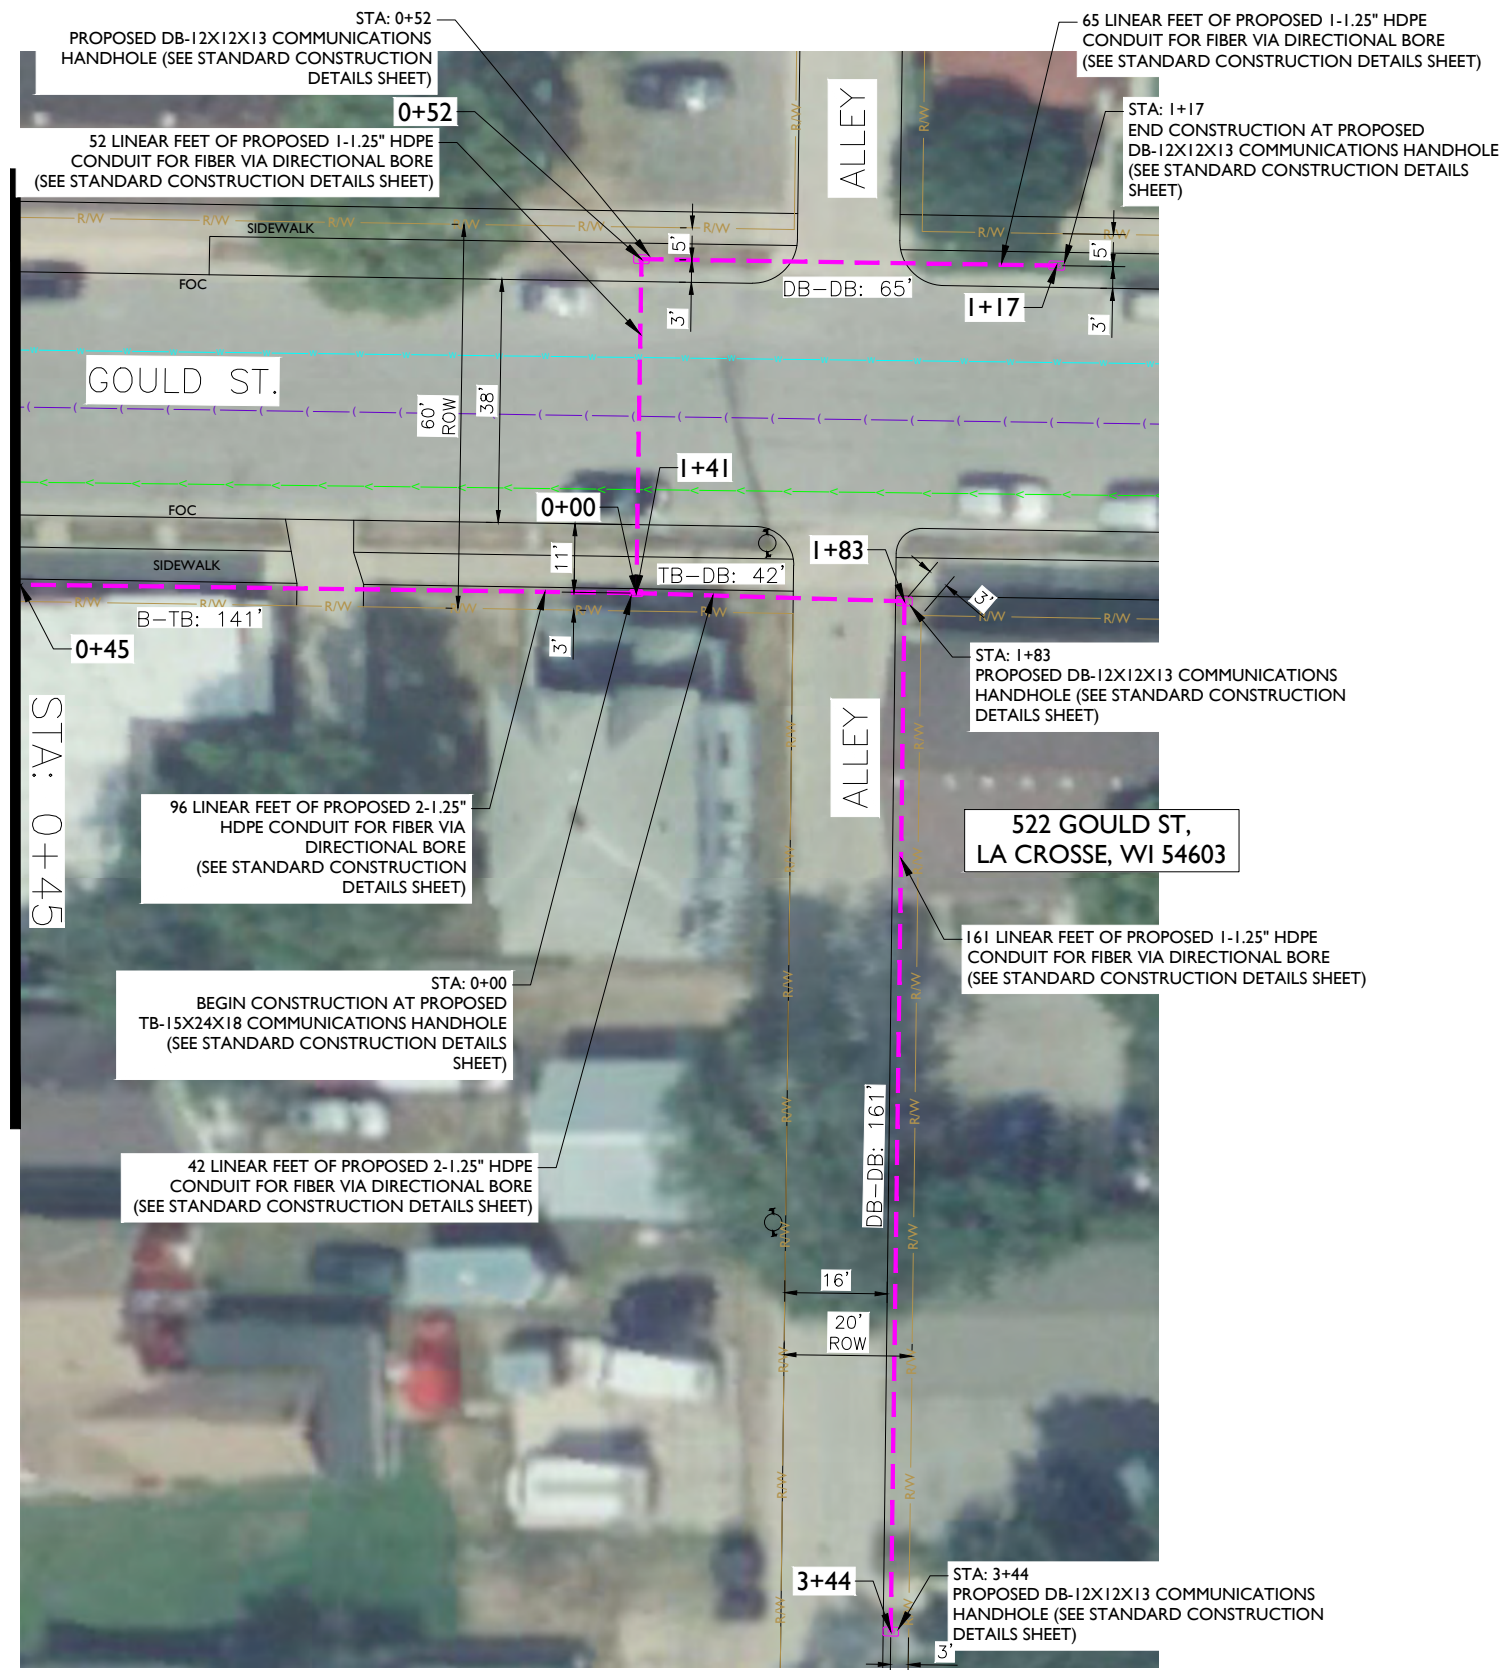 STA: 0+52
PROPOSED DB-12X12X13 COMMUNICATIONS
HANDHOLE (SEE STANDARD CONSTRUCTION
DETAILS SHEET)
65 LINEAR FEET OF PROPOSED 1-1.25" HDPE
CONDUIT FOR FIBER VIA DIRECTIONAL BORE
(SEE STANDARD CONSTRUCTION DETAILS SHEET)
0+52
STA: 1+17
END CONSTRUCTION AT PROPOSED
DB-12X12X13 COMMUNICATIONS HANDHOLE
(SEE STANDARD CONSTRUCTION DETAILS
SHEET)
52 LINEAR FEET OF PROPOSED 1-1.25" HDPE
CONDUIT FOR FIBER VIA DIRECTIONAL BORE
(SEE STANDARD CONSTRUCTION DETAILS SHEET)
R/W
R/W
ALLEY
R/W
R/W
R/W
R/W
R/W
R/W
R/W
R/W
SIDEWALK
5'
5'
FOC
DB-DB: 65'
1+17
3'
3'
GOULD ST.
60'
ROW
38'
1+41
0+00
FOC
11'
1+83
SIDEWALK
TB-DB: 42'
3'
R/W
R/W
R/W
R/W
R/W
R/W
R/W
R/W
B-TB: 141'
0+45
3'
STA: 1+83
PROPOSED DB-12X12X13 COMMUNICATIONS
HANDHOLE (SEE STANDARD CONSTRUCTION
DETAILS SHEET)
STA: 0+45
R/W
R/W
ALLEY
96 LINEAR FEET OF PROPOSED 2-1.25"
HDPE CONDUIT FOR FIBER VIA
DIRECTIONAL BORE
(SEE STANDARD CONSTRUCTION
DETAILS SHEET)
522 GOULD ST,
LA CROSSE, WI 54603
R/W
R/W
161 LINEAR FEET OF PROPOSED 1-1.25" HDPE
CONDUIT FOR FIBER VIA DIRECTIONAL BORE
(SEE STANDARD CONSTRUCTION DETAILS SHEET)
STA: 0+00
BEGIN CONSTRUCTION AT PROPOSED
TB-15X24X18 COMMUNICATIONS HANDHOLE
(SEE STANDARD CONSTRUCTION DETAILS
SHEET)
R/W
R/W
R/W
R/W
DB-DB: 161'
42 LINEAR FEET OF PROPOSED 2-1.25" HDPE
CONDUIT FOR FIBER VIA DIRECTIONAL BORE
(SEE STANDARD CONSTRUCTION DETAILS SHEET)
R/W
R/W
16'
20'
ROW
R/W
R/W
R/W
R/W
3+44
STA: 3+44
PROPOSED DB-12X12X13 COMMUNICATIONS
HANDHOLE (SEE STANDARD CONSTRUCTION
DETAILS SHEET)
R/W
R/W
3'